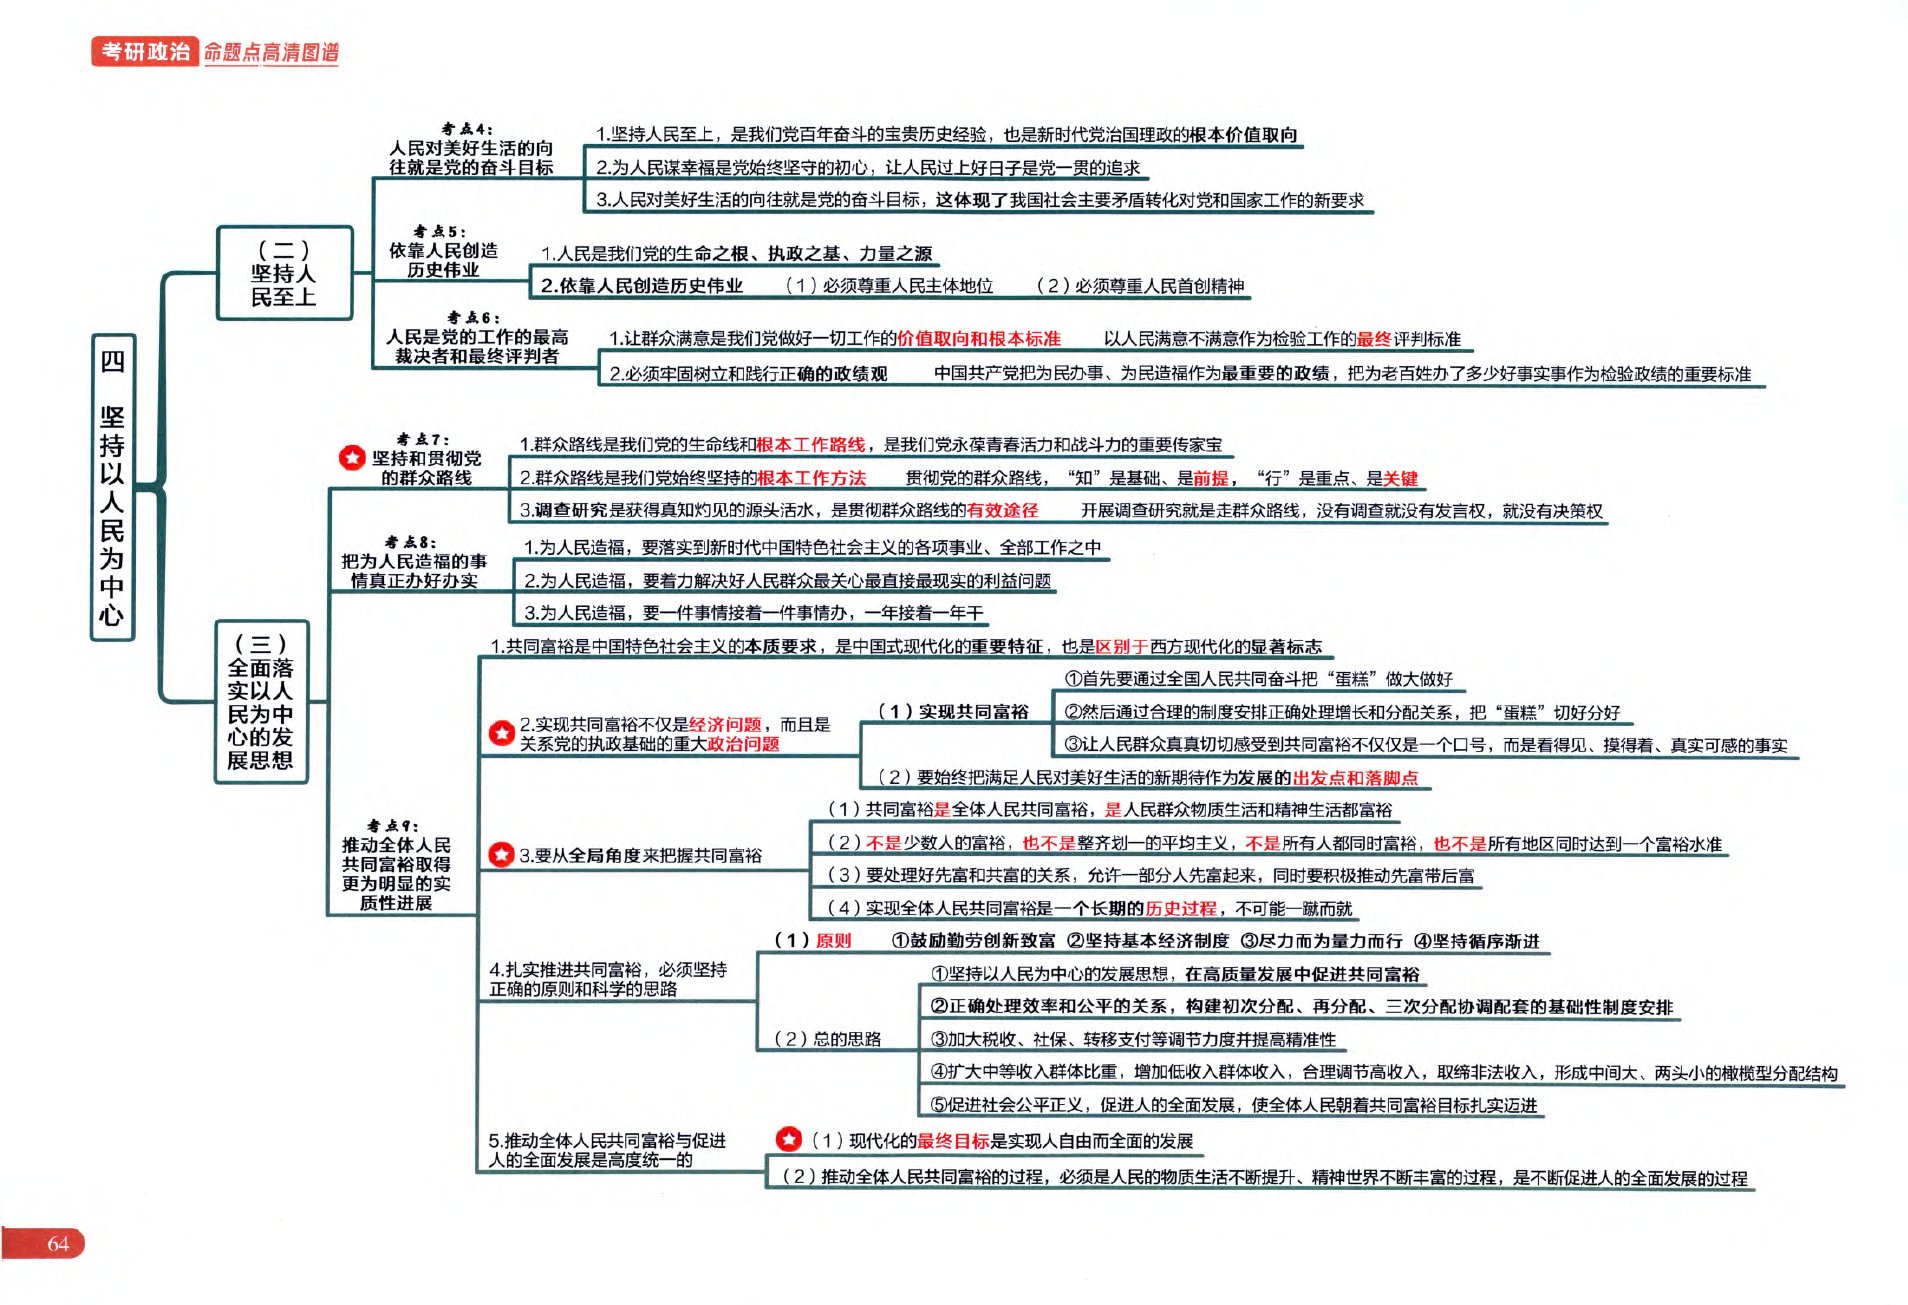 考研政治 命题点高清图谱
四 坚持以人民为中心
（二）
坚持人
民至上
考点4：
人民对美好生活的向
往就是党的奋斗目标
1.坚持人民至上，是我们党百年奋斗的宝贵历史经验，也是新时代党治国理政的根本价值取向
2.为人民谋幸福是党始终坚守的初心，让人民过上好日子是党一贯的追求
3.人民对美好生活的向往就是党的奋斗目标，这体现了我国社会主要矛盾转化对党和国家工作的新要求
考点5：
依靠人民创造
历史伟业
1.人民是我们党的生命之根、执政之基、力量之源
2.依靠人民创造历史伟业 （1）必须尊重人民主体地位 （2）必须尊重人民首创精神
考点6：
人民是党的工作的最高
裁决者和最终评判者
1.让群众满意是我们党做好一切工作的价值取向和根本标准 以人民满意不满意作为检验工作的最终评判标准
2.必须牢固树立和践行正确的政绩观 中国共产党把为民办事、为民造福作为最重要的政绩，把为老百姓办了多少好事实事作为检验政绩的重要标准
（三）
全面落
实以人
民为中
心的发
展思想
考点7：
坚持和贯彻党
的群众路线
1.群众路线是我们党的生命线和根本工作路线，是我们党永葆青春活力和战斗力的重要传家宝
2.群众路线是我们党始终坚持的根本工作方法 贯彻党的群众路线，“知”是基础、是前提，“行”是重点、是关键
3.调查研究是获得真知灼见的源头活水，是贯彻群众路线的有效途径 开展调查研究就是走群众路线，没有调查就没有发言权，就没有决策权
考点8：
把为人民造福的事
情真正办好办实
1.为人民造福，要落实到新时代中国特色社会主义的各项事业、全部工作之中
2.为人民造福，要着力解决好人民群众最关心最直接最现实的利益问题
3.为人民造福，要一件事情接着一件事情办，一年接着一年干
考点9：
推动全体人民
共同富裕取得
更为明显的实
质性进展
1.共同富裕是中国特色社会主义的本质要求，是中国式现代化的重要特征，也是区别于西方现代化的显著标志
2.实现共同富裕不仅是经济问题，而且是
关系党的执政基础的重大政治问题
（1）实现共同富裕
①首先要通过全国人民共同奋斗把“蛋糕”做大做好
②然后通过合理的制度安排正确处理增长和分配关系，把“蛋糕”切好分好
③让人民群众真真切切感受到共同富裕不仅仅是一个口号，而是看得见、摸得着、真实可感的事实
（2）要始终把满足人民对美好生活的新期待作为发展的出发点和落脚点
3.要从全局角度来把握共同富裕
（1）共同富裕是全体人民共同富裕，是人民群众物质生活和精神生活都富裕
（2）不是少数人的富裕，也不是整齐划一的平均主义，不是所有人都同时富裕，也不是所有地区同时达到一个富裕水准
（3）要处理好先富和共富的关系，允许一部分人先富起来，同时要积极推动先富带后富
（4）实现全体人民共同富裕是一个长期的历史过程，不可能一蹴而就
4.扎实推进共同富裕，必须坚持
正确的原则和科学的思路
（1）原则 ①鼓励勤劳创新致富 ②坚持基本经济制度 ③尽力而为量力而行 ④坚持循序渐进
（2）总的思路
①坚持以人民为中心的发展思想，在高质量发展中促进共同富裕
②正确处理效率和公平的关系，构建初次分配、再分配、三次分配协调配套的基础性制度安排
③加大税收、社保、转移支付等调节力度并提高精准性
④扩大中等收入群体比重，增加低收入群体收入，合理调节高收入，取缔非法收入，形成中间大、两头小的橄榄型分配结构
⑤促进社会公平正义，促进人的全面发展，使全体人民朝着共同富裕目标扎实迈进
5.推动全体人民共同富裕与促进
人的全面发展是高度统一的
（1）现代化的最终目标是实现人自由而全面的发展
（2）推动全体人民共同富裕的过程，必须是人民的物质生活不断提升、精神世界不断丰富的过程，是不断促进人的全面发展的过程
64